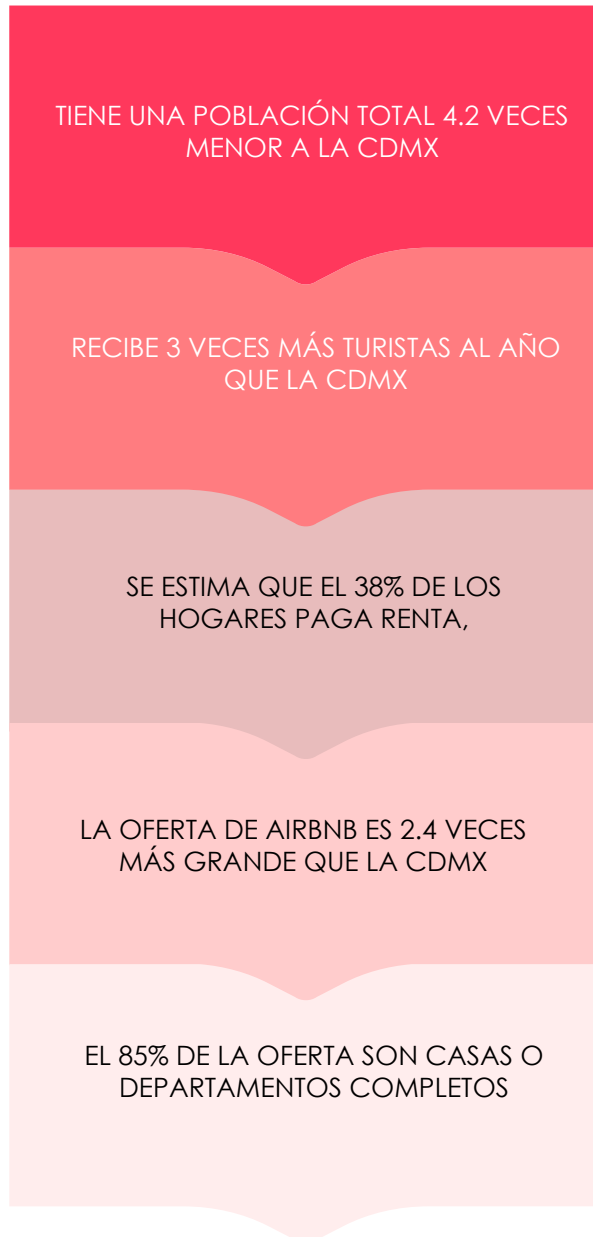 TIENE UNA POBLACIÓN TOTAL 4.2 VECES
MENOR A LA CDMX
RECIBE 3 VECES MÁS TURISTAS AL AÑO
QUE LA CDMX
SE ESTIMA QUE EL 38% DE LOS
HOGARES PAGA RENTA,
LA OFERTA DE AIRBNB ES 2.4 VECES
MÁS GRANDE QUE LA CDMX
EL 85% DE LA OFERTA SON CASAS O
DEPARTAMENTOS COMPLETOS